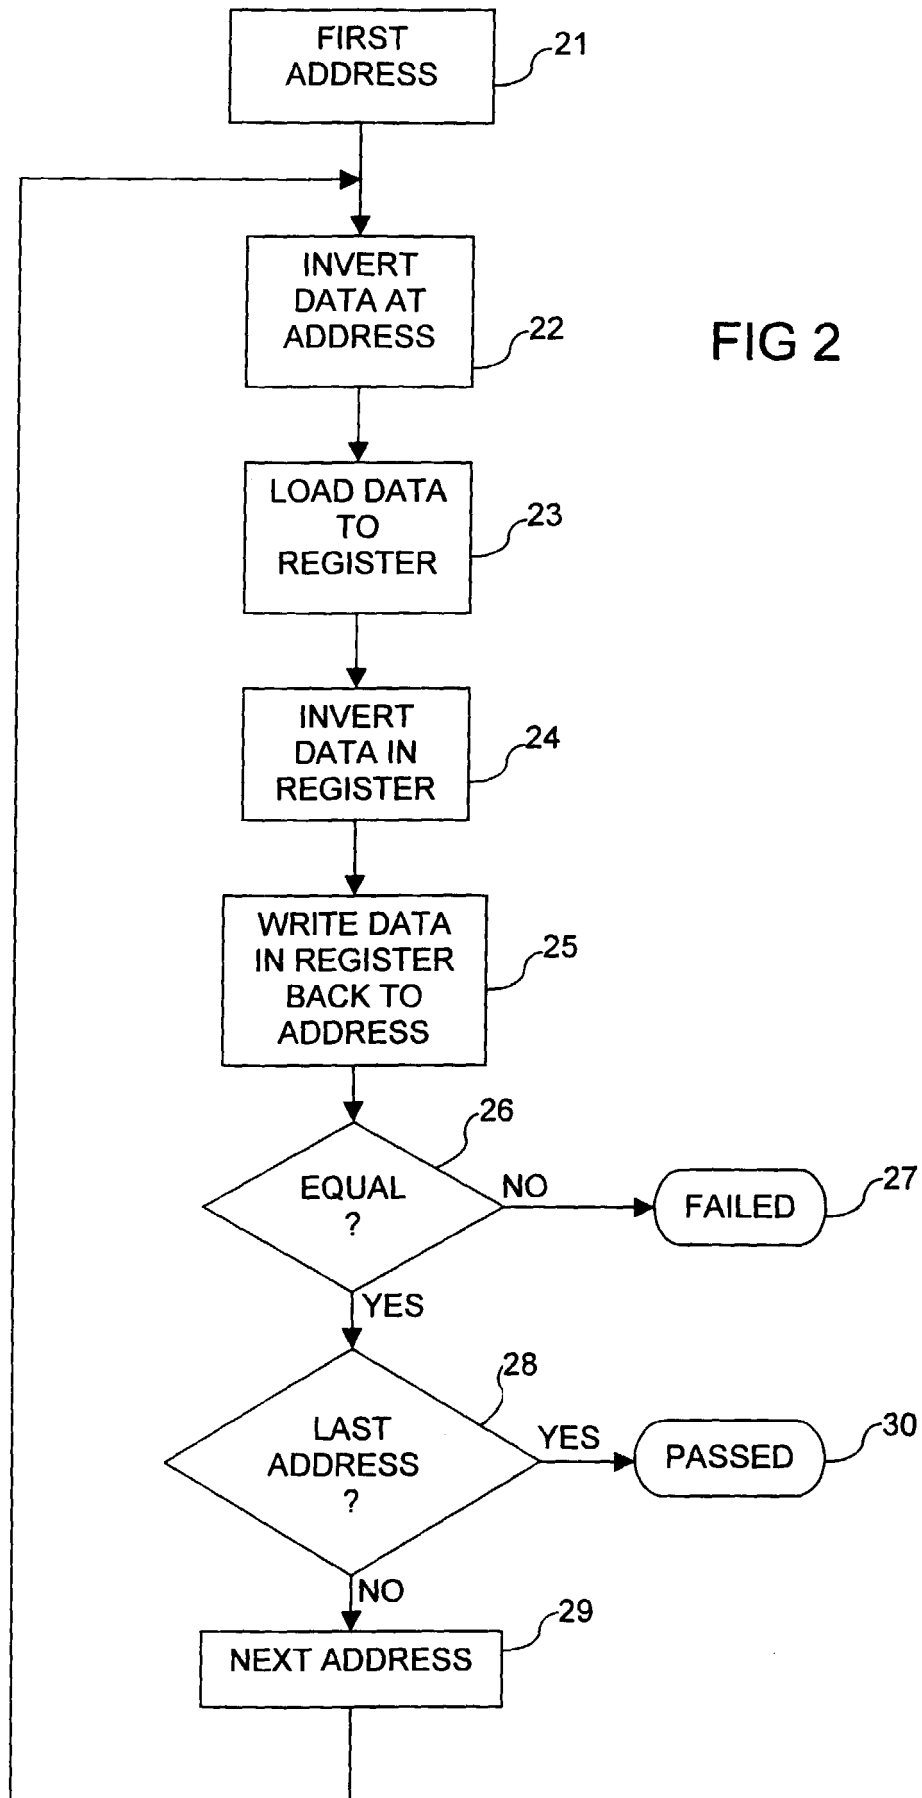 FIRST
ADDRESS
21
INVERT
DATA AT
ADDRESS
22
FIG 2
LOAD DATA
TO
REGISTER
23
INVERT
DATA IN
REGISTER
24
WRITE DATA
IN REGISTER
BACK TO
ADDRESS
25
EQUAL
?
26
NO
FAILED
27
YES
LAST
ADDRESS
?
28
YES
PASSED
30
NO
NEXT ADDRESS
29